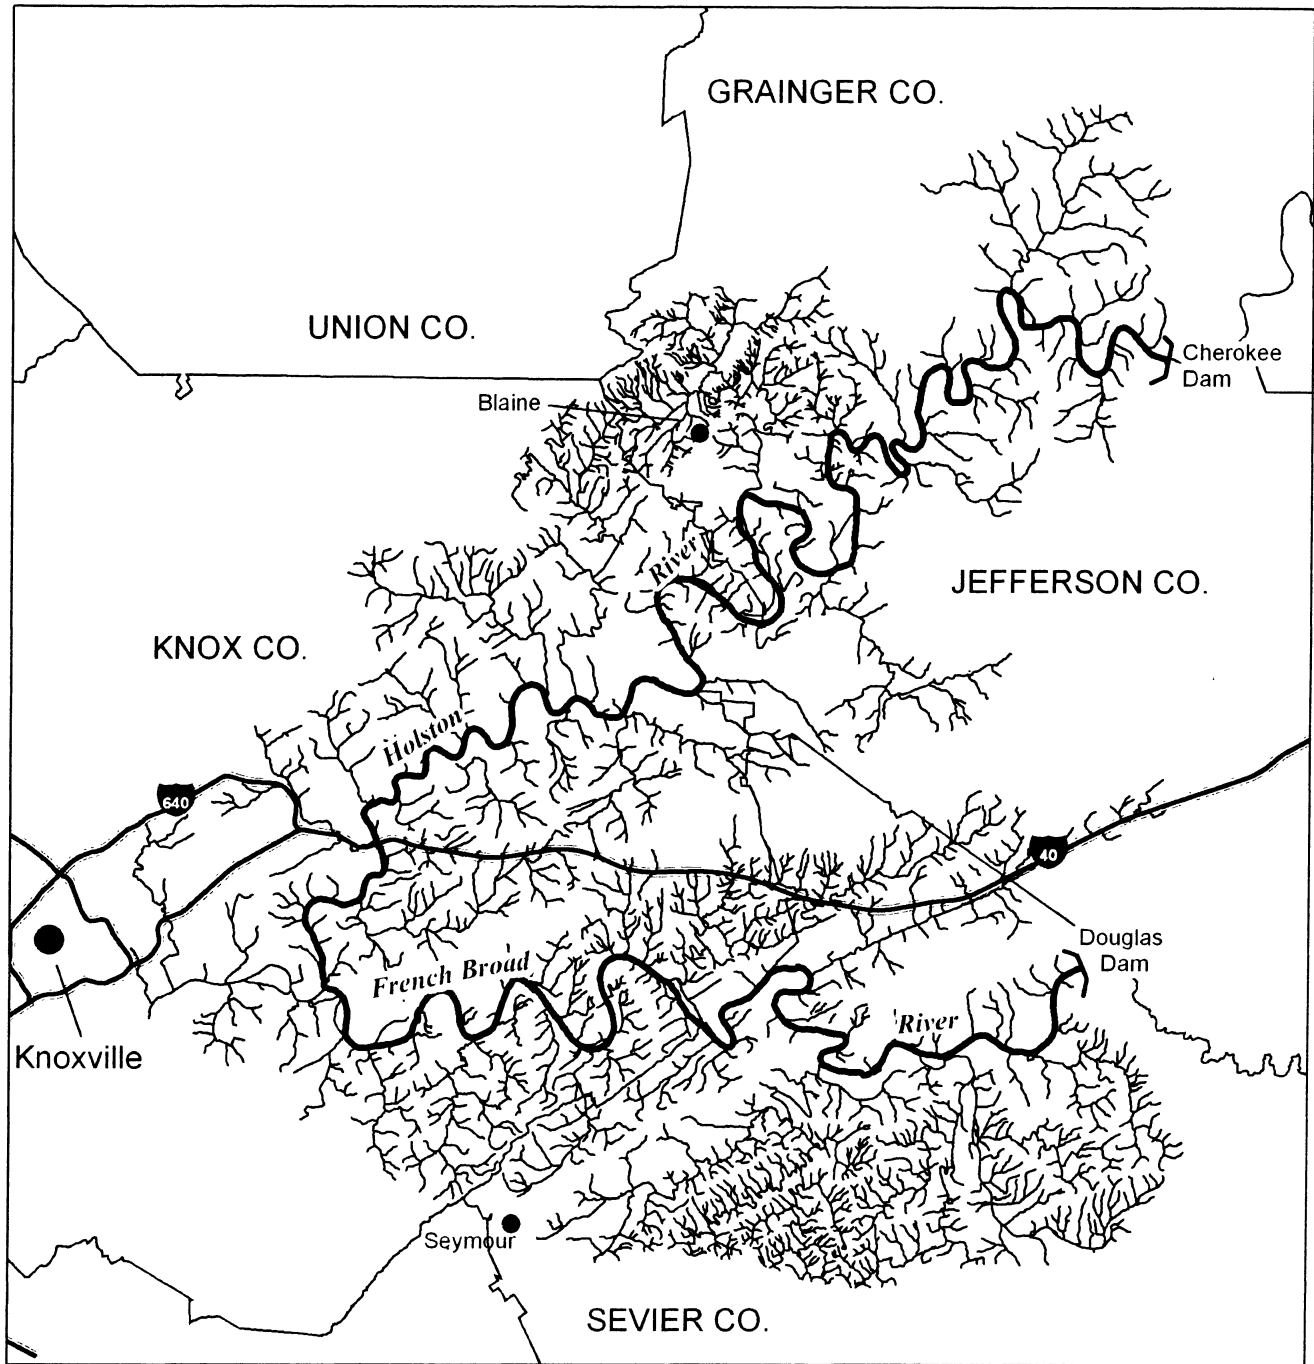 GRAINGER CO.
UNION CO.
Cherokee
Dam
Blaine
River
JEFFERSON CO.
KNOX CO.
Holston
640
40
Douglas
Dam
French Broad
River
Knoxville
Seymour
SEVIER CO.